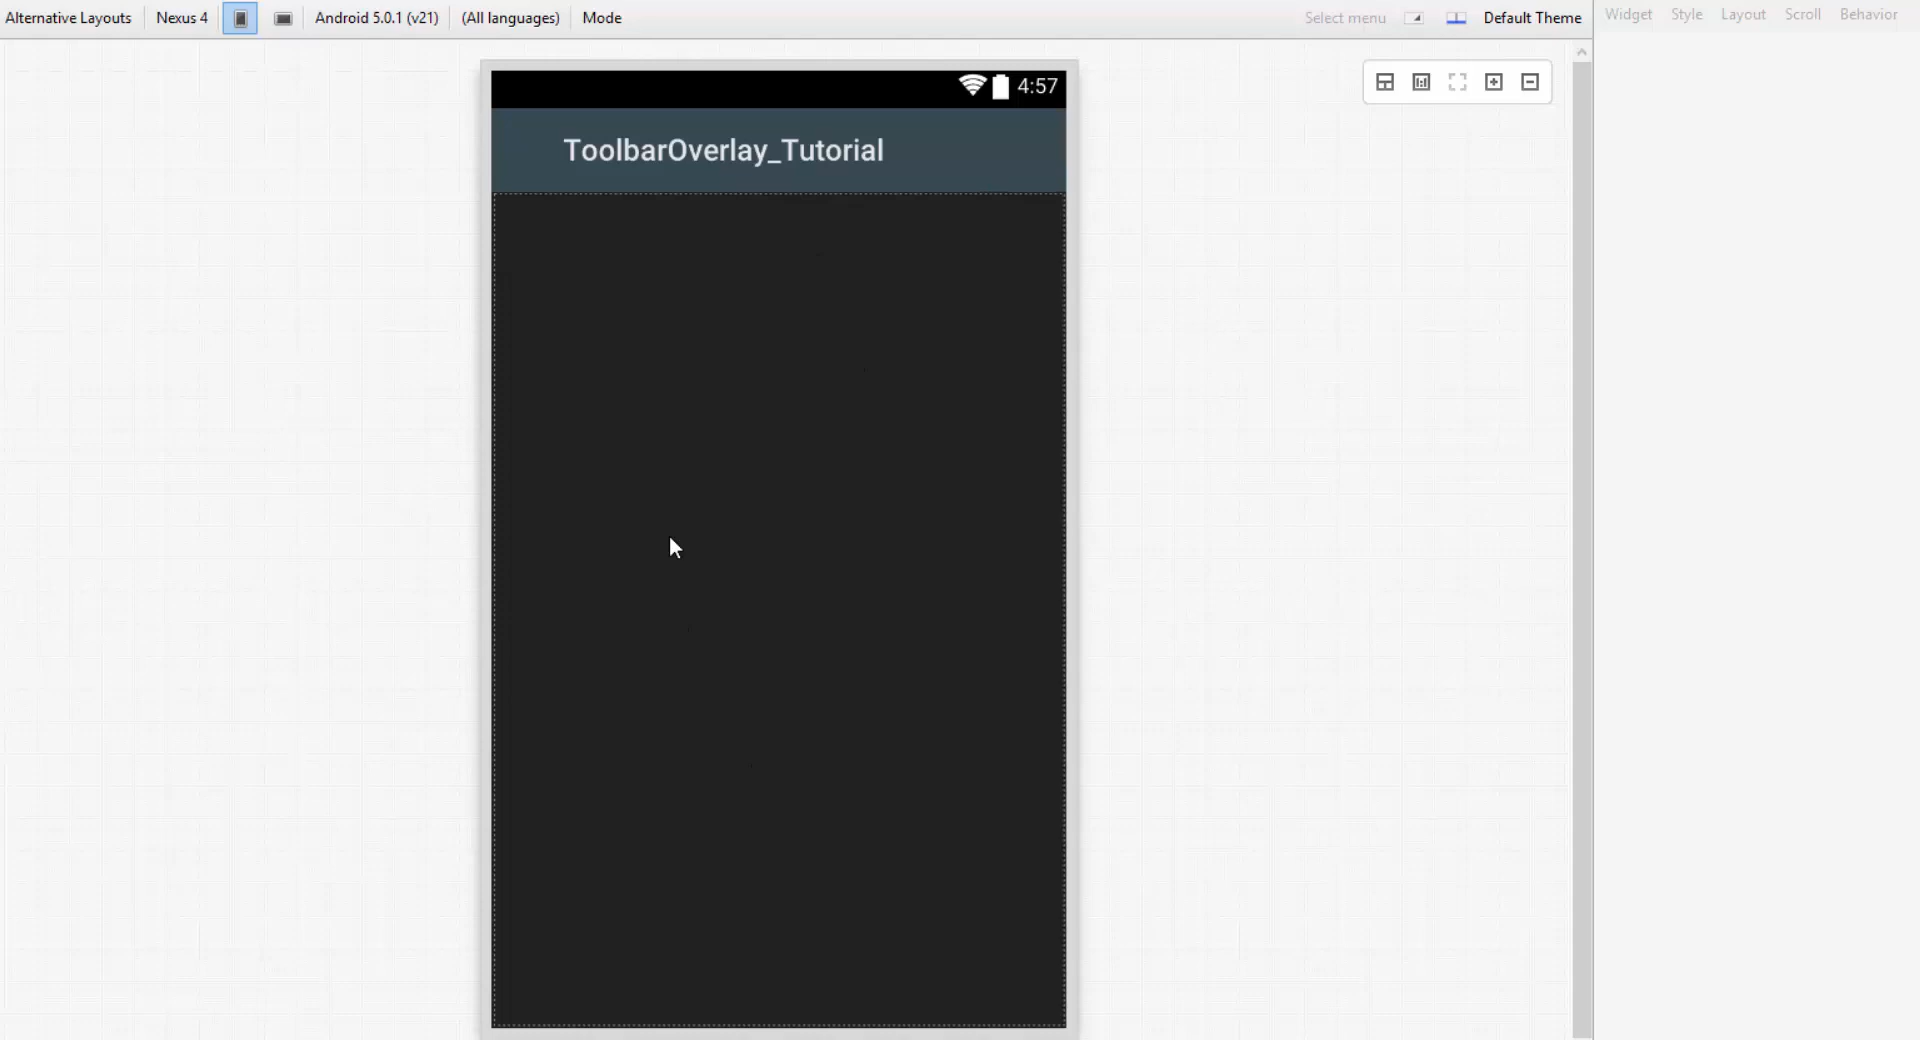 Alternative Layouts Nexus 4 Android 5.0.1 (v21) (All languages) Mode Select menu Default Theme Widget Style Layout Scroll Behavior
4:57
ToolbarOverlay_Tutorial